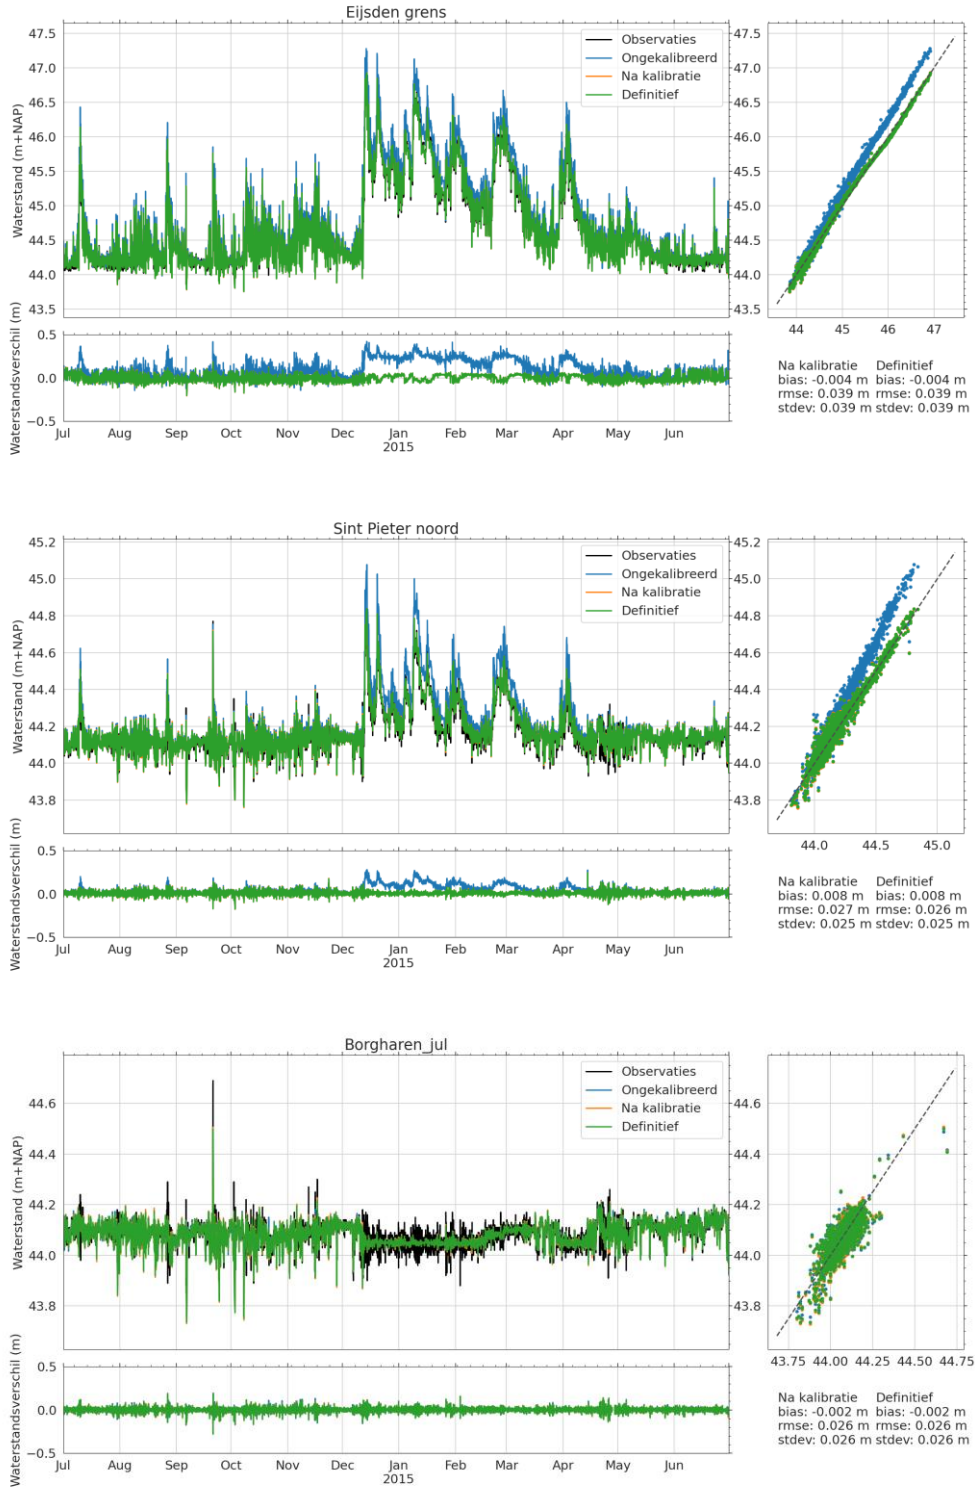 Eijsden grens
Waterstand (m+NAP)
47.5
47.0
46.5
46.0
45.5
45.0
44.5
44.0
43.5
Observaties
Ongekalibreerd
Na kalibratie
Definitief
47.5
47.0
46.5
46.0
45.5
45.0
44.5
44.0
43.5
44 45 46 47
Waterstandsverschil (m)
0.5
0.0
−0.5
Jul Aug Sep Oct Nov Dec Jan Feb Mar Apr May Jun
2015
Na kalibratie Definitief
bias: -0.004 m bias: -0.004 m
rmse: 0.039 m rmse: 0.039 m
stdev: 0.039 m stdev: 0.039 m
Sint Pieter noord
Waterstand (m+NAP)
45.2
45.0
44.8
44.6
44.4
44.2
44.0
43.8
Observaties
Ongekalibreerd
Na kalibratie
Definitief
45.2
45.0
44.8
44.6
44.4
44.2
44.0
43.8
44.0 44.5 45.0
Waterstandsverschil (m)
0.5
0.0
−0.5
Jul Aug Sep Oct Nov Dec Jan Feb Mar Apr May Jun
2015
Na kalibratie Definitief
bias: 0.008 m bias: 0.008 m
rmse: 0.027 m rmse: 0.026 m
stdev: 0.025 m stdev: 0.025 m
Borgharen_jul
Waterstand (m+NAP)
44.6
44.4
44.2
44.0
43.8
Observaties
Ongekalibreerd
Na kalibratie
Definitief
44.6
44.4
44.2
44.0
43.8
43.75 44.00 44.25 44.50 44.75
Waterstandsverschil (m)
0.5
0.0
−0.5
Jul Aug Sep Oct Nov Dec Jan Feb Mar Apr May Jun
2015
Na kalibratie Definitief
bias: -0.002 m bias: -0.002 m
rmse: 0.026 m rmse: 0.026 m
stdev: 0.026 m stdev: 0.026 m